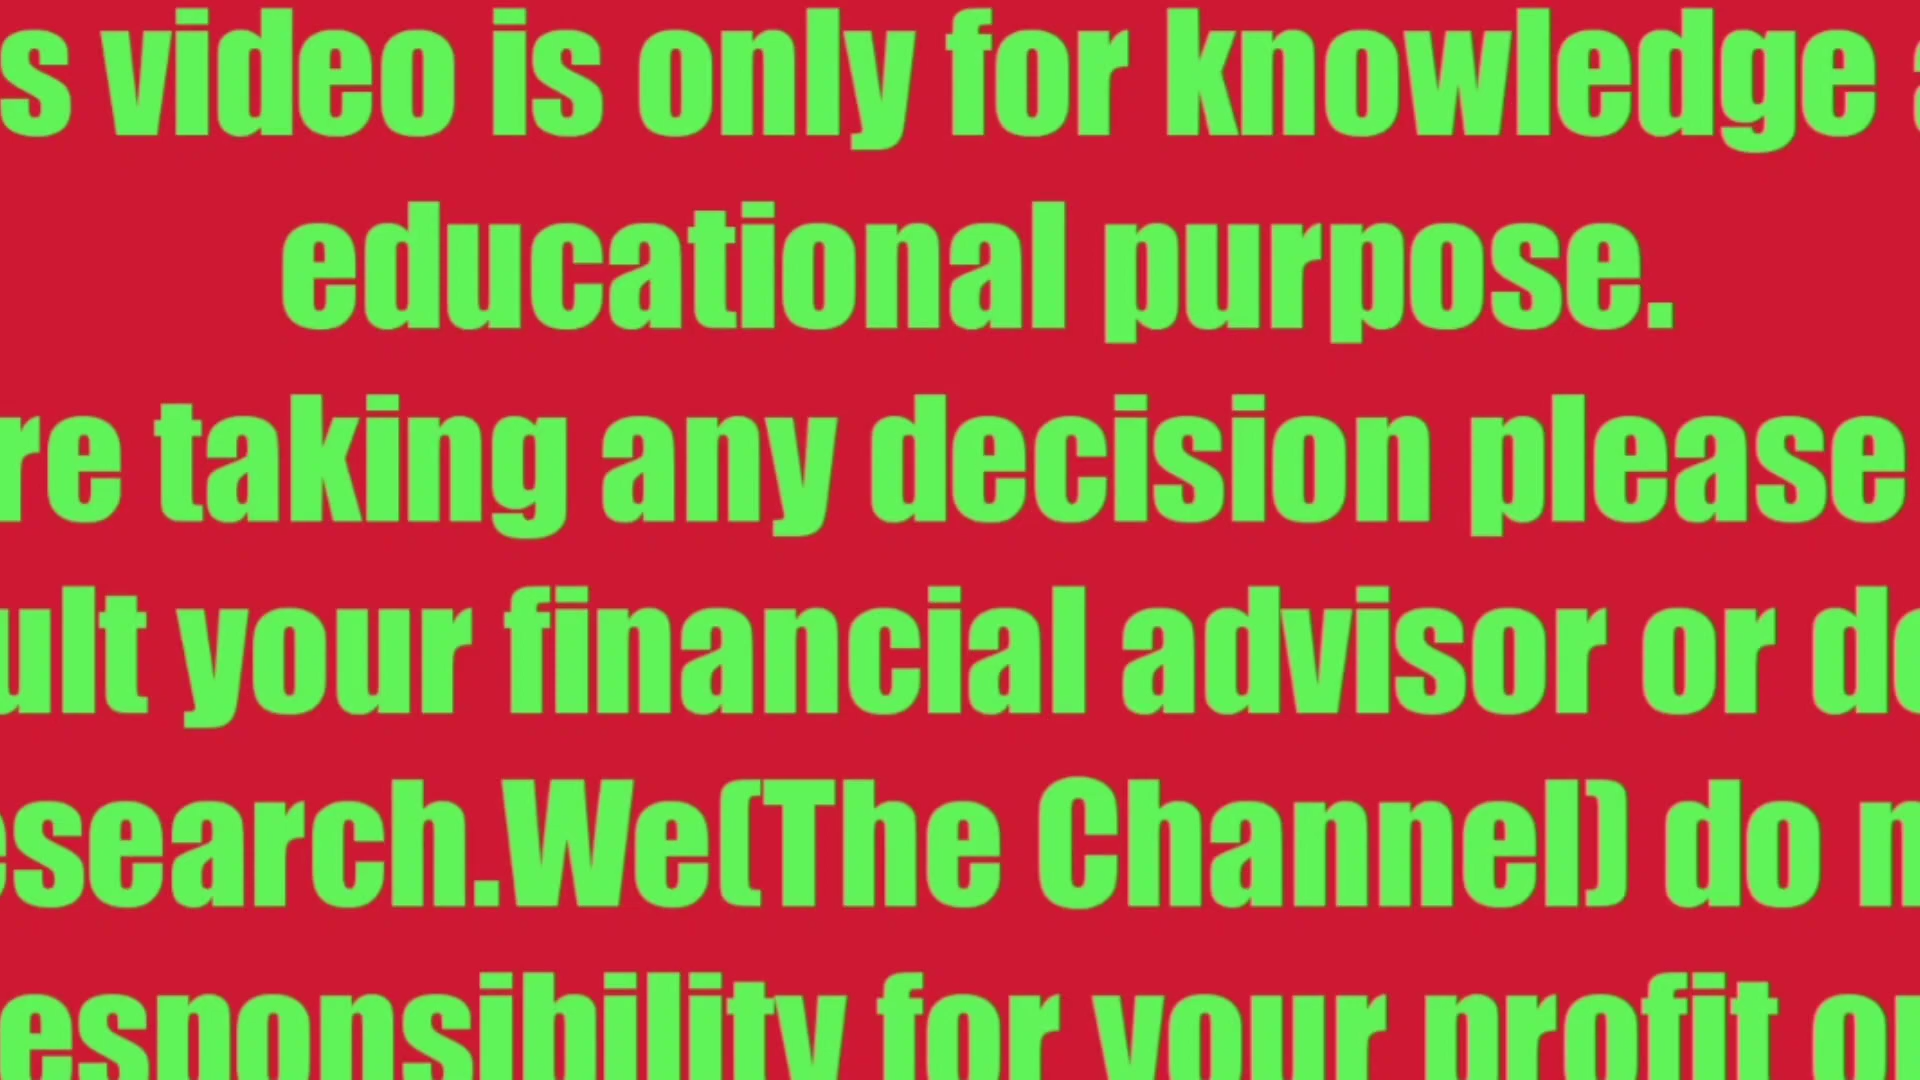 s video is only for knowledge
educational purpose.
re taking any decision please
ult your financial advisor or
esearch.We(The Channel) do
esponsibility for your profit